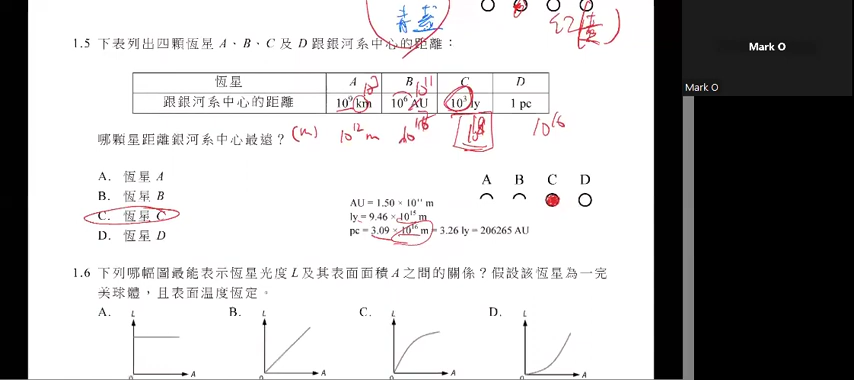 青藍
1.5 下表列出四顆恆星 A、B、C 及 D 跟銀河系中心的距離：
恆星 A B C D
跟銀河系中心的距離 10⁹ km 10⁶ AU 10³ ly 1 pc
哪顆星距離銀河系中心最遠？ (m) 10¹² m 10¹⁶
A. 恆星 A
B. 恆星 B
C. 恆星 C
D. 恆星 D
A B C D
AU = 1.50 × 10¹¹ m
ly = 9.46 × 10¹⁵ m
pc = 3.09 × 10¹⁶ m = 3.26 ly = 206265 AU
1.6 下列哪幅圖最能表示恆星光度 L 及其表面面積 A 之間的關係？假設該恆星為一完
美球體，且表面溫度恆定。
A. B. C. D.
L L L L
A A A A
0 0 0 0
Mark O
Mark O